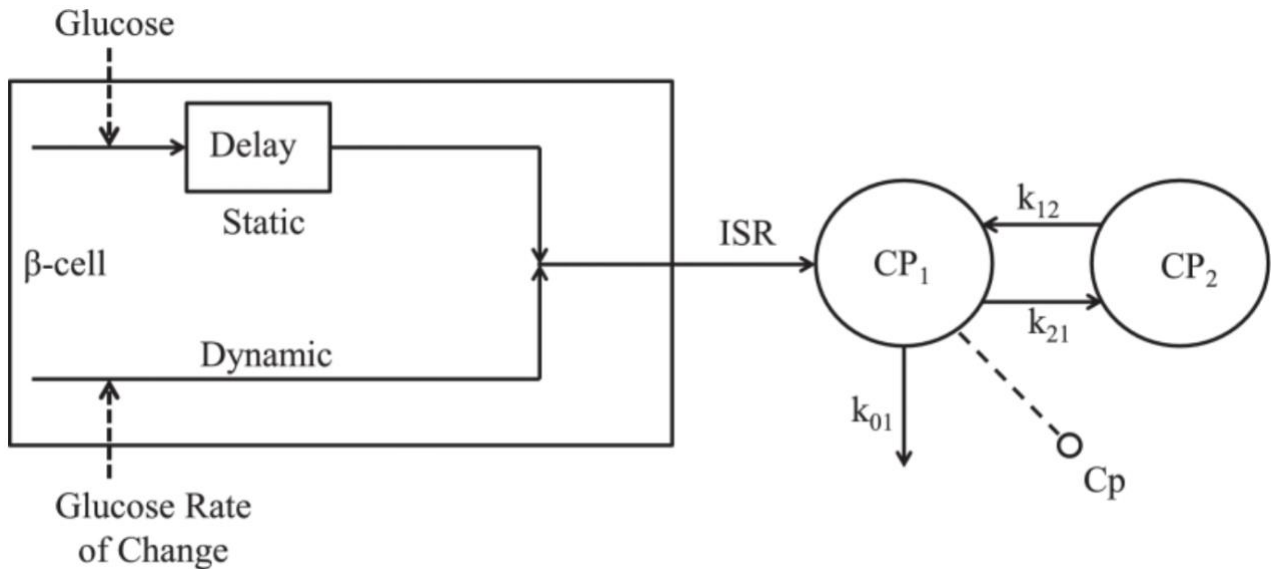 Glucose
Delay
Static
β-cell
Dynamic
Glucose Rate
of Change
ISR
CP₁
k₁₂
k₂₁
CP₂
k₀₁
Cp